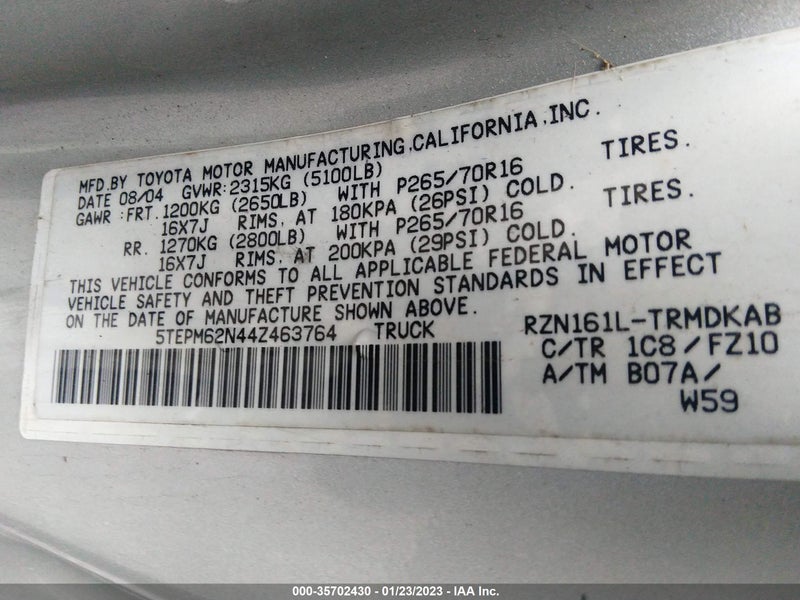 MFD.BY TOYOTA MOTOR MANUFACTURING,CALIFORNIA,INC.
DATE 08/04 GVWR:2315KG (5100LB)
GAWR:FRT. 1200KG (2650LB) WITH P265/70R16 TIRES.
16X7J RIMS, AT 180KPA (26PSI) COLD.
RR. 1270KG (2800LB) WITH P265/70R16 TIRES.
16X7J RIMS, AT 200KPA (29PSI) COLD.
THIS VEHICLE CONFORMS TO ALL APPLICABLE FEDERAL MOTOR
VEHICLE SAFETY AND THEFT PREVENTION STANDARDS IN EFFECT
ON THE DATE OF MANUFACTURE SHOWN ABOVE.
5TEPM62N44Z463764 TRUCK RZN161L-TRMDKAB
C/TR 1C8/FZ10
A/TM B07A/
W59
000-35702430 - 01/23/2023 - IAA Inc.